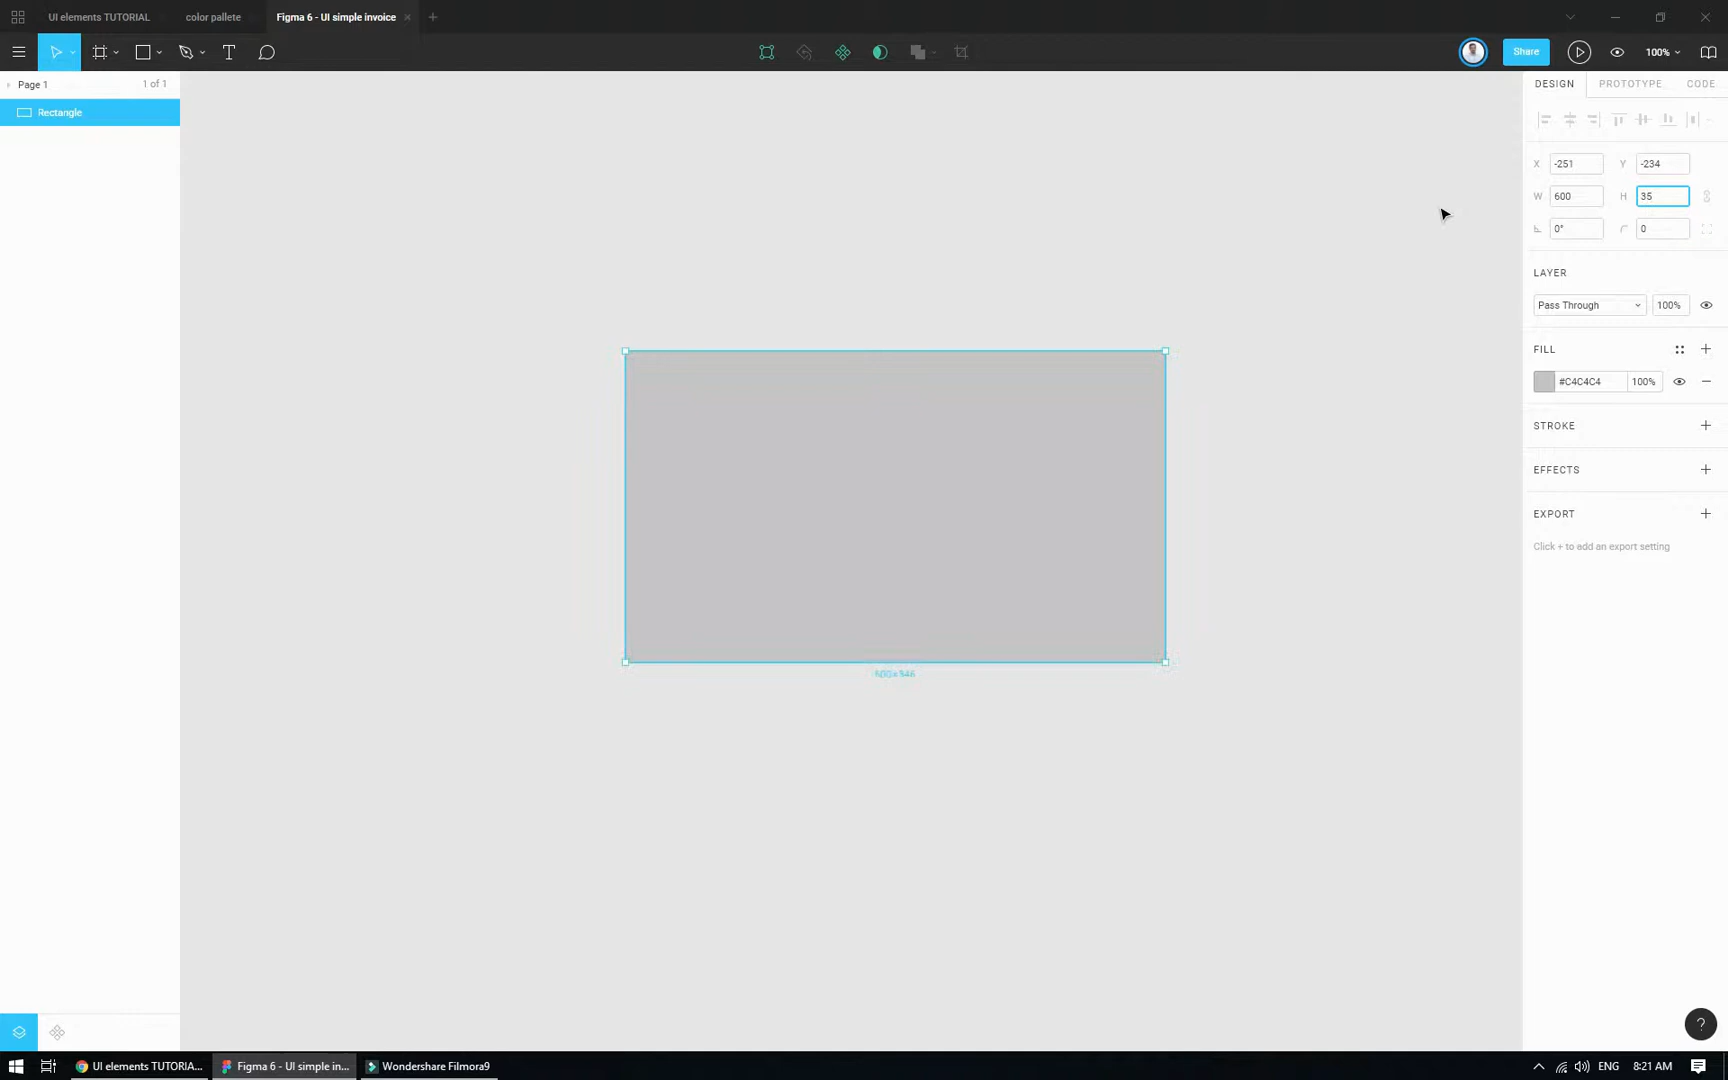 UI elements TUTORIAL
color pallete
Figma 6 - UI simple invoice
Share
100%
Page 1
1 of 1
Rectangle
DESIGN
PROTOTYPE
CODE
X -251
Y -234
W 600
H 35
0°
0
LAYER
Pass Through
100%
FILL
#C4C4C4
100%
STROKE
EFFECTS
EXPORT
Click + to add an export setting
?
UI elements TUTORIA...
Figma 6 - UI simple in...
Wondershare Filmora9
ENG
8:21 AM